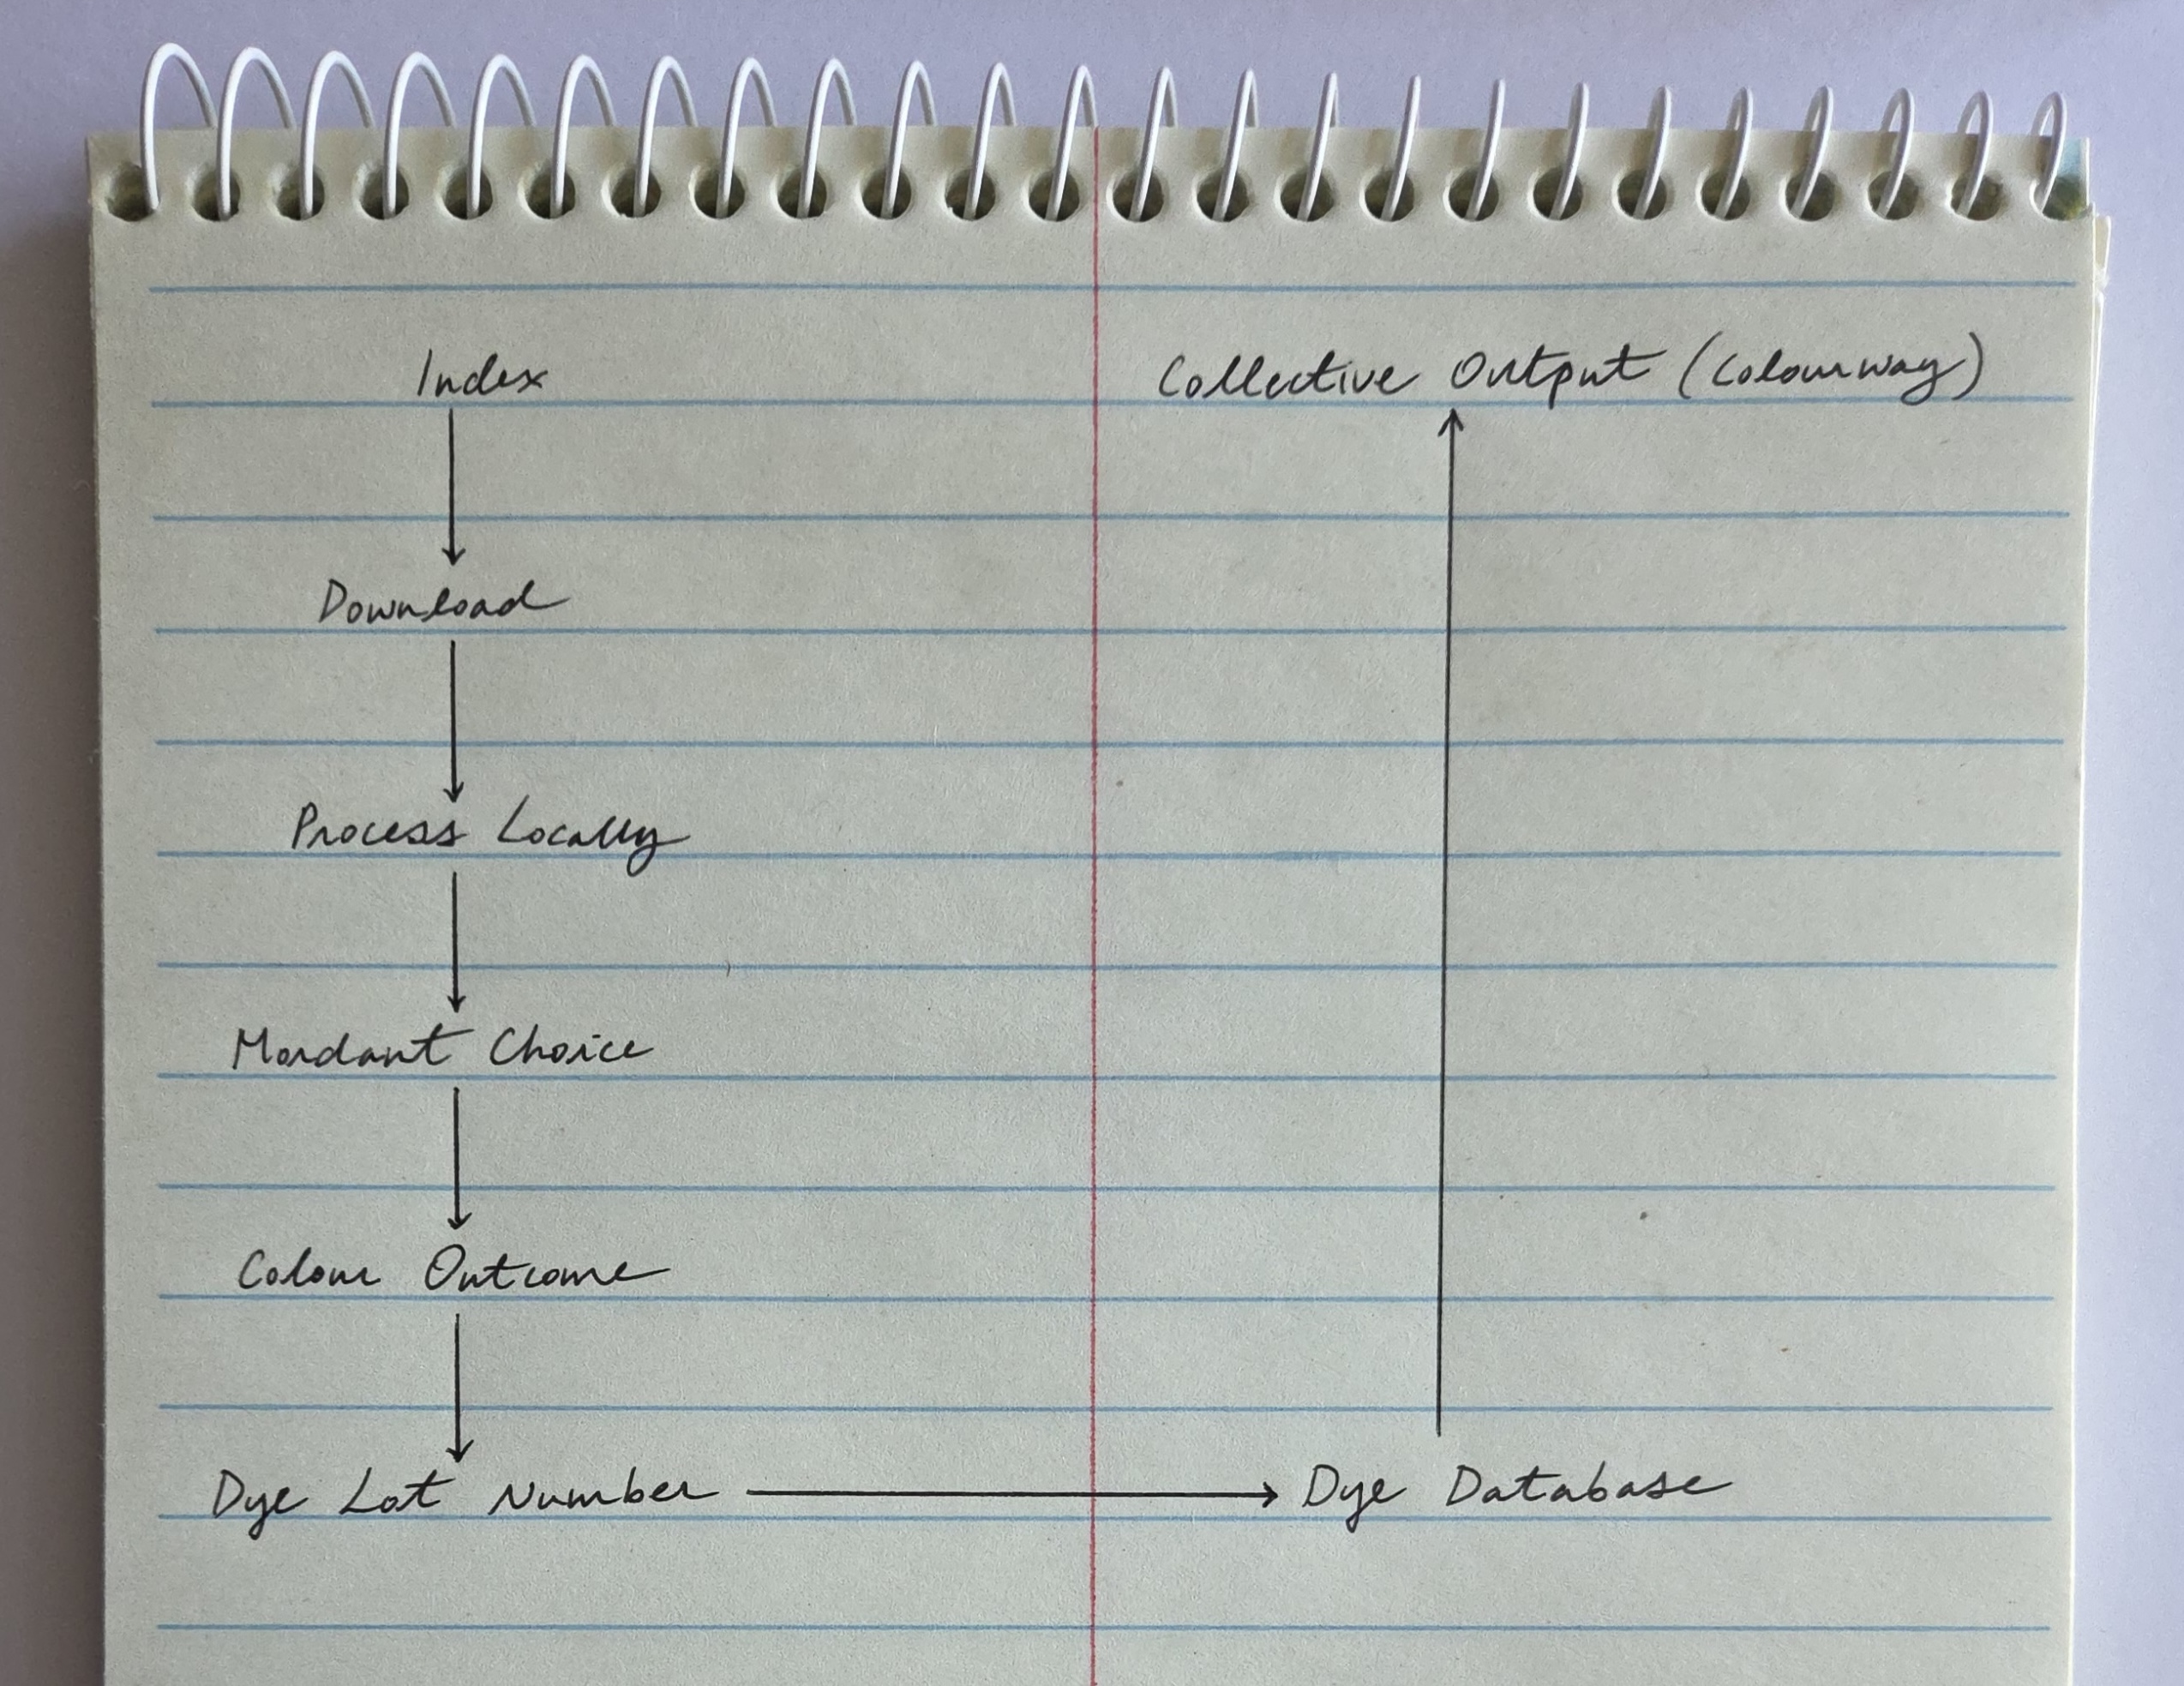 Index
Collective Output (Colourway)
Download
Process Locally
Mordant Choice
Colour Outcome
Dye Lot Number
Dye Database